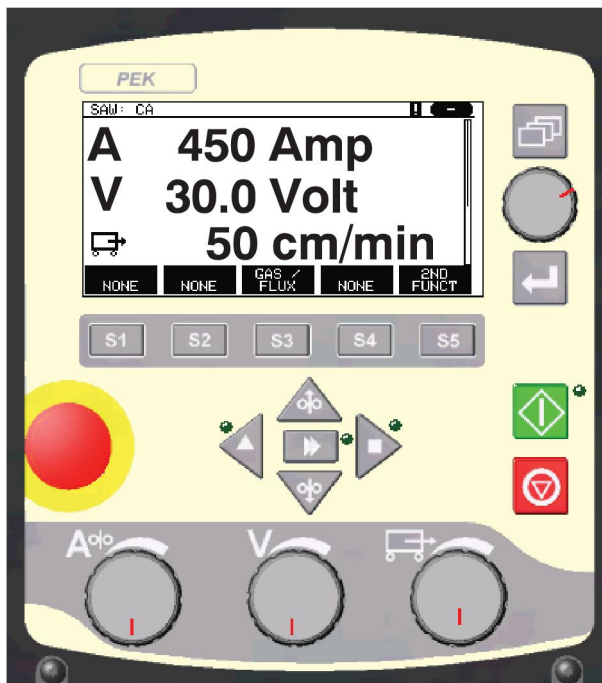 PEK
SAW: CA
A 450 Amp
V 30.0 Volt
50 cm/min
NONE NONE GAS / FLUX NONE 2ND FUNCT
S1 S2 S3 S4 S5
A V